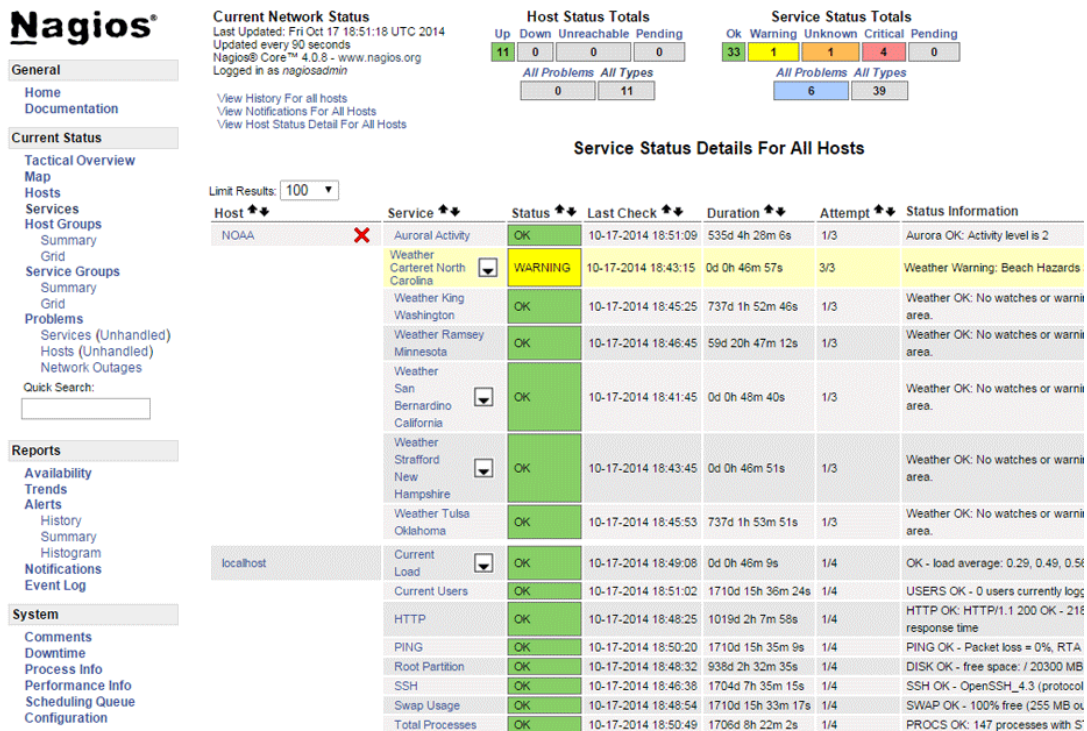 Nagios®
General
Home
Documentation
Current Status
Tactical Overview
Map
Hosts
Services
Host Groups
Summary
Grid
Service Groups
Summary
Grid
Problems
Services (Unhandled)
Hosts (Unhandled)
Network Outages
Quick Search:
Reports
Availability
Trends
Alerts
History
Summary
Histogram
Notifications
Event Log
System
Comments
Downtime
Process Info
Performance Info
Scheduling Queue
Configuration
Current Network Status
Last Updated: Fri Oct 17 18:51:18 UTC 2014
Updated every 90 seconds
Nagios® Core™ 4.0.8 - www.nagios.org
Logged in as nagiosadmin
View History For all hosts
View Notifications For All Hosts
View Host Status Detail For All Hosts
Host Status Totals
Up Down Unreachable Pending
11 0 0 0
All Problems All Types
0 11
Service Status Totals
Ok Warning Unknown Critical Pending
33 1 1 4 0
All Problems All Types
6 39
Service Status Details For All Hosts
Limit Results: 100
Host Service Status Last Check Duration Attempt Status Information
NOAA Auroral Activity OK 10-17-2014 18:51:09 535d 4h 28m 6s 1/3 Aurora OK: Activity level is 2
Weather
Carteret North
Carolina
WARNING 10-17-2014 18:43:15 0d 0h 46m 57s 3/3 Weather Warning: Beach Hazards
Weather King
Washington
OK 10-17-2014 18:45:25 737d 1h 52m 46s 1/3 Weather OK: No watches or warnin
area.
Weather Ramsey
Minnesota
OK 10-17-2014 18:46:45 59d 20h 47m 12s 1/3 Weather OK: No watches or warnin
area.
Weather
San
Bernardino
California
OK 10-17-2014 18:41:45 0d 0h 48m 40s 1/3 Weather OK: No watches or warnin
area.
Weather
Strafford
New
Hampshire
OK 10-17-2014 18:43:45 0d 0h 46m 51s 1/3 Weather OK: No watches or warnin
area.
Weather Tulsa
Oklahoma
OK 10-17-2014 18:45:53 737d 1h 53m 51s 1/3 Weather OK: No watches or warnin
area.
localhost
Current
Load
OK 10-17-2014 18:49:08 0d 0h 46m 9s 1/4 OK - load average: 0.29, 0.49, 0.56
Current Users OK 10-17-2014 18:51:02 1710d 15h 36m 24s 1/4 USERS OK - 0 users currently logg
HTTP OK 10-17-2014 18:48:25 1019d 2h 7m 58s 1/4 HTTP OK: HTTP/1.1 200 OK - 218
response time
PING OK 10-17-2014 18:50:20 1710d 15h 35m 9s 1/4 PING OK - Packet loss = 0%, RTA
Root Partition OK 10-17-2014 18:48:32 938d 2h 32m 35s 1/4 DISK OK - free space: / 20300 MB
SSH OK 10-17-2014 18:46:38 1704d 7h 35m 15s 1/4 SSH OK - OpenSSH_4.3 (protocol
Swap Usage OK 10-17-2014 18:48:54 1710d 15h 33m 17s 1/4 SWAP OK - 100% free (255 MB ou
Total Processes OK 10-17-2014 18:50:49 1706d 8h 22m 2s 1/4 PROCS OK: 147 processes with